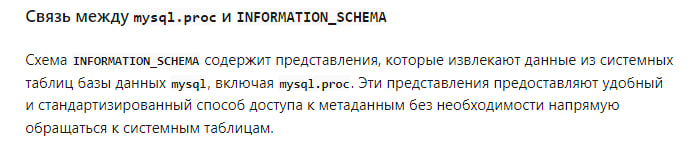 Связь между mysql.proc и INFORMATION_SCHEMA
Схема INFORMATION_SCHEMA содержит представления, которые извлекают данные из системных
таблиц базы данных mysql, включая mysql.proc. Эти представления предоставляют удобный
и стандартизированный способ доступа к метаданным без необходимости напрямую
обращаться к системным таблицам.